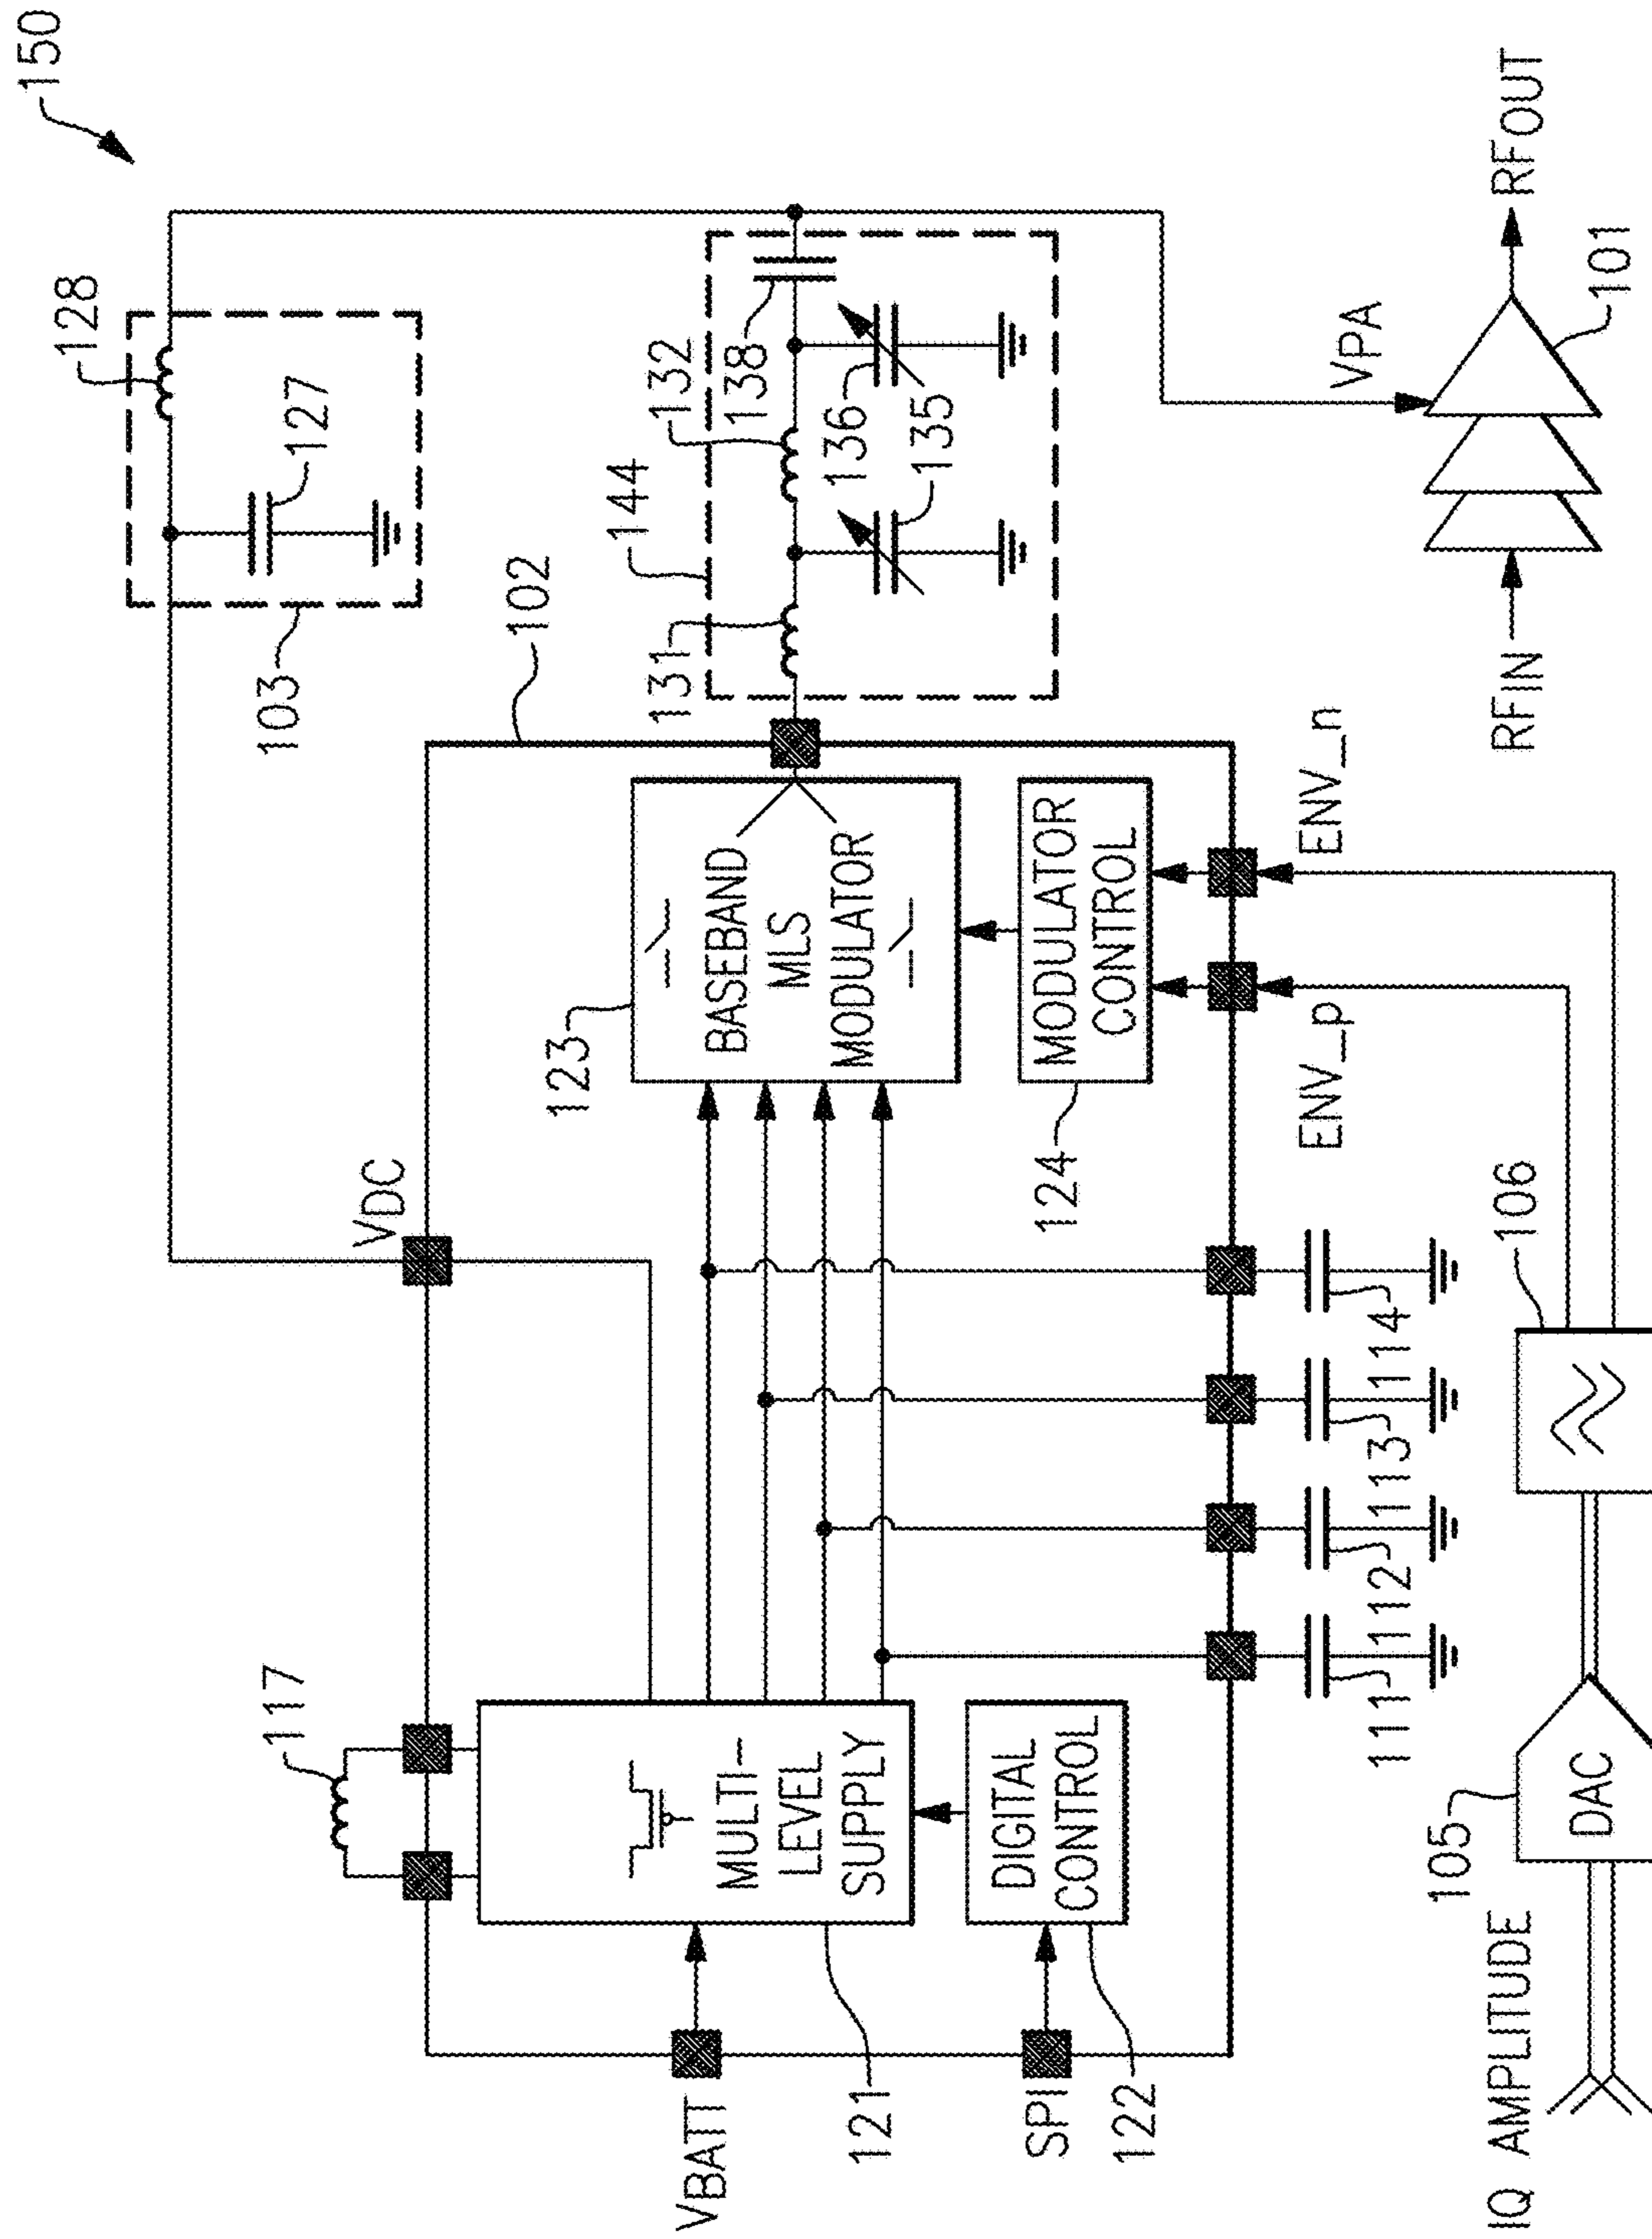 150
128
127
103
VDC
117
102
144
131
132
138
136
135
123
BASEBAND
MLS
MODULATOR
MULTI-
LEVEL
SUPPLY
VBATT
121
DIGITAL
CONTROL
SPI
122
MODULATOR
CONTROL
124
ENV_p
ENV_n
111
112
113
114
VPA
RFIN
RFOUT
101
IQ AMPLITUDE
105
DAC
106